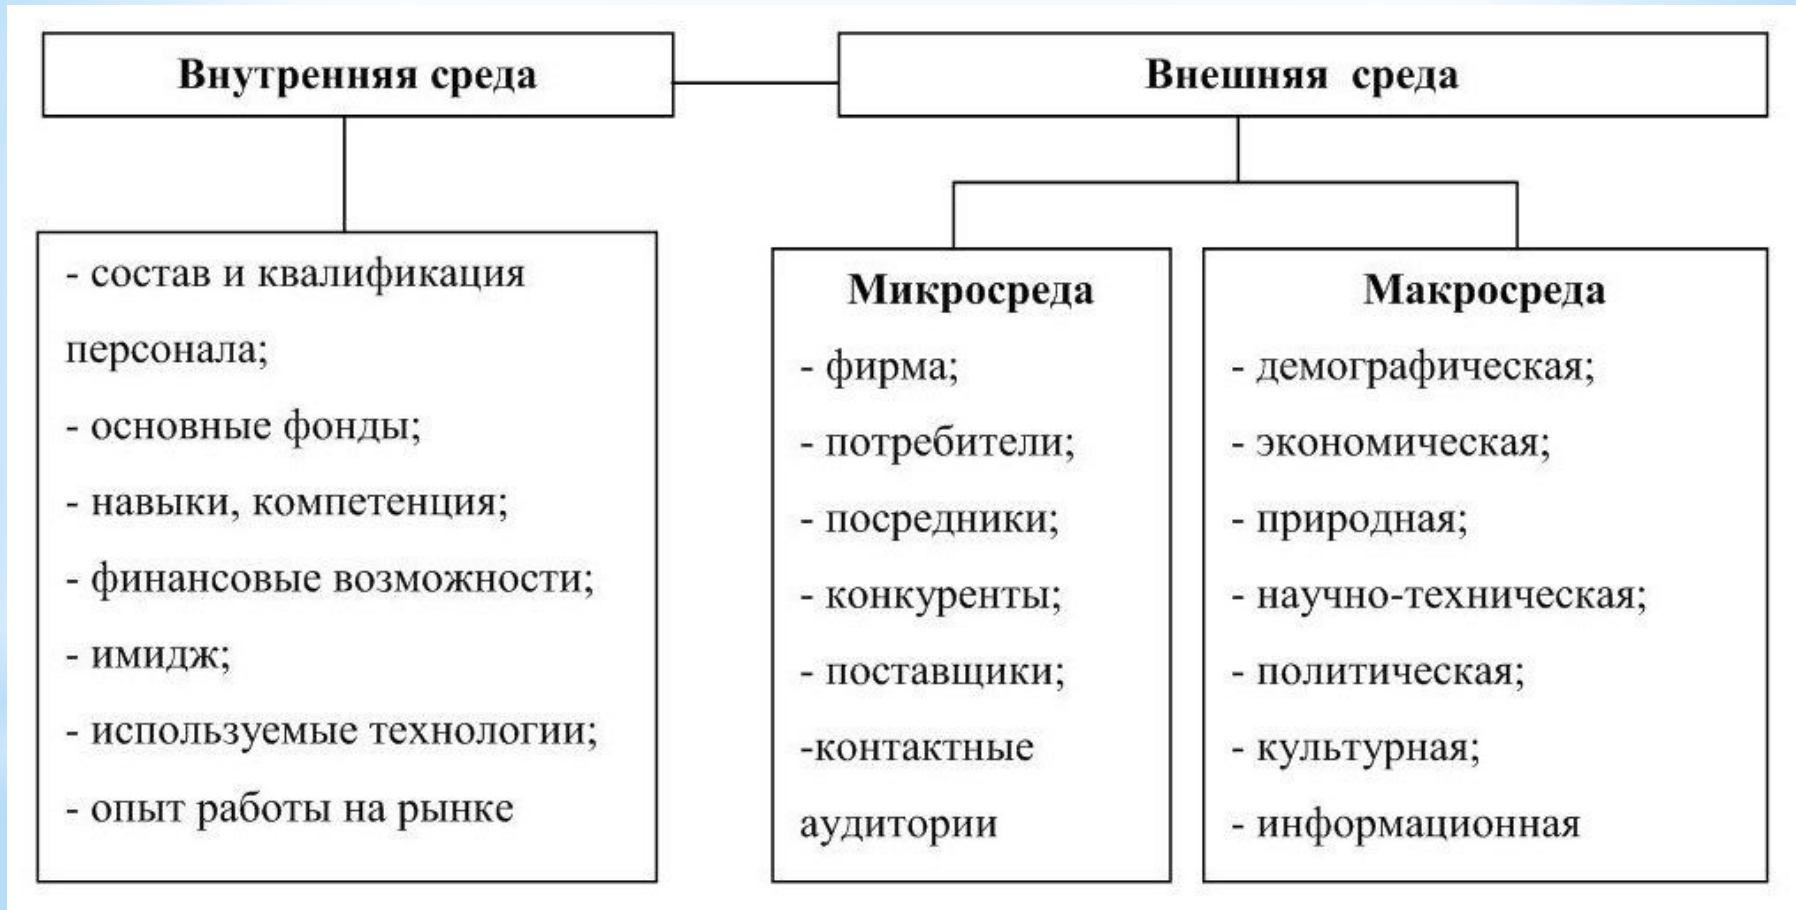 Внутренняя среда
Внешняя среда
- состав и квалификация
персонала;
- основные фонды;
- навыки, компетенция;
- финансовые возможности;
- имидж;
- используемые технологии;
- опыт работы на рынке
Микросреда
- фирма;
- потребители;
- посредники;
- конкуренты;
- поставщики;
-контактные
аудитории
Макросреда
- демографическая;
- экономическая;
- природная;
- научно-техническая;
- политическая;
- культурная;
- информационная